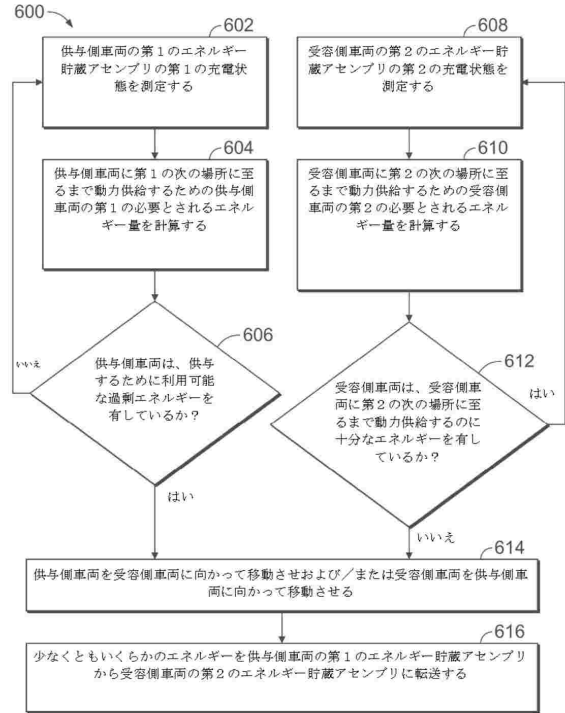 600
602
供与側車両の第１のエネルギー
貯蔵アセンブリの第１の充電状
態を測定する
604
供与側車両に第１の次の場所に至
るまで動力供給するための供与側
車両の第１の必要とされるエネル
ギー量を計算する
606
供与側車両は、供与
するために利用可能
な過剰エネルギーを
有しているか？
いいえ
はい
608
受容側車両の第２のエネルギー貯
蔵アセンブリの第２の充電状態を
測定する
610
受容側車両に第２の次の場所に至
るまで動力供給するための受容側
車両の第２の必要とされるエネル
ギー量を計算する
612
受容側車両は、受容側車
両に第２の次の場所に至
るまで動力供給するのに
十分なエネルギーを有し
ているか？
はい
いいえ
614
供与側車両を受容側車両に向かって移動させおよび／または受容側車両を供与側車
両に向かって移動させる
616
少なくともいくらかのエネルギーを供与側車両の第１のエネルギー貯蔵アセンブリ
から受容側車両の第２のエネルギー貯蔵アセンブリに転送する